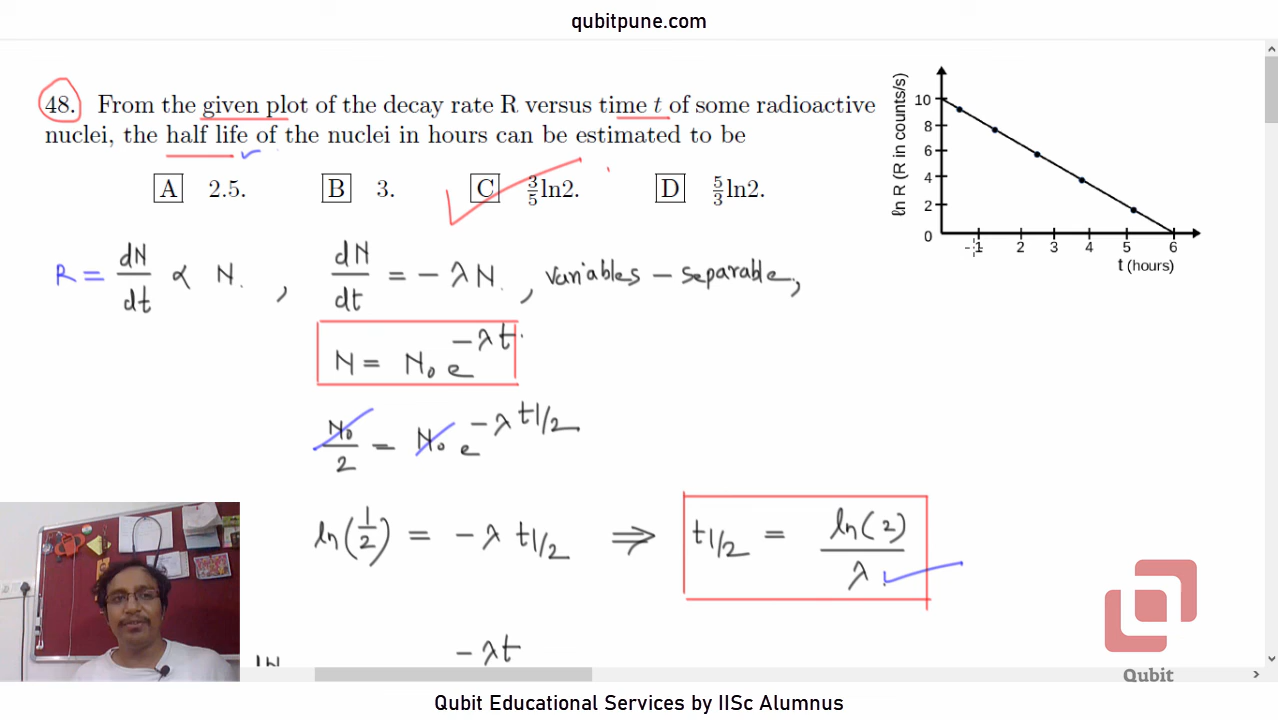 qubitpune.com
48. From the given plot of the decay rate R versus time t of some radioactive
nuclei, the half life of the nuclei in hours can be estimated to be
A 2.5. B 3. C 3/5 ln2. D 5/3 ln2.
ln R (R in counts/s)
10
8
6
4
2
0
-1 2 3 4 5 6
t (hours)
R = dN/dt ∝ N. , dN/dt = - λ N. , variables - separable,
N = N₀ e^{-λt}
N₀/2 = N₀ e^{-λ t1/2}
ln(1/2) = - λ t1/2 ⇒ t1/2 = ln(2)/λ
- λt
Qubit
Qubit Educational Services by IISc Alumnus